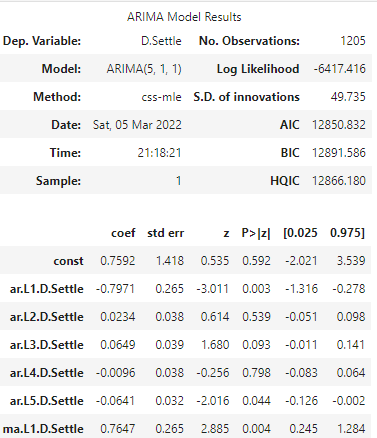 ARIMA Model Results
Dep. Variable: D.Settle No. Observations: 1205
Model: ARIMA(5, 1, 1) Log Likelihood -6417.416
Method: css-mle S.D. of innovations 49.735
Date: Sat, 05 Mar 2022 AIC 12850.832
Time: 21:18:21 BIC 12891.586
Sample: 1 HQIC 12866.180
coef std err z P>|z| [0.025 0.975]
const 0.7592 1.418 0.535 0.592 -2.021 3.539
ar.L1.D.Settle -0.7971 0.265 -3.011 0.003 -1.316 -0.278
ar.L2.D.Settle 0.0234 0.038 0.614 0.539 -0.051 0.098
ar.L3.D.Settle 0.0649 0.039 1.680 0.093 -0.011 0.141
ar.L4.D.Settle -0.0096 0.038 -0.256 0.798 -0.083 0.064
ar.L5.D.Settle -0.0641 0.032 -2.016 0.044 -0.126 -0.002
ma.L1.D.Settle 0.7647 0.265 2.885 0.004 0.245 1.284